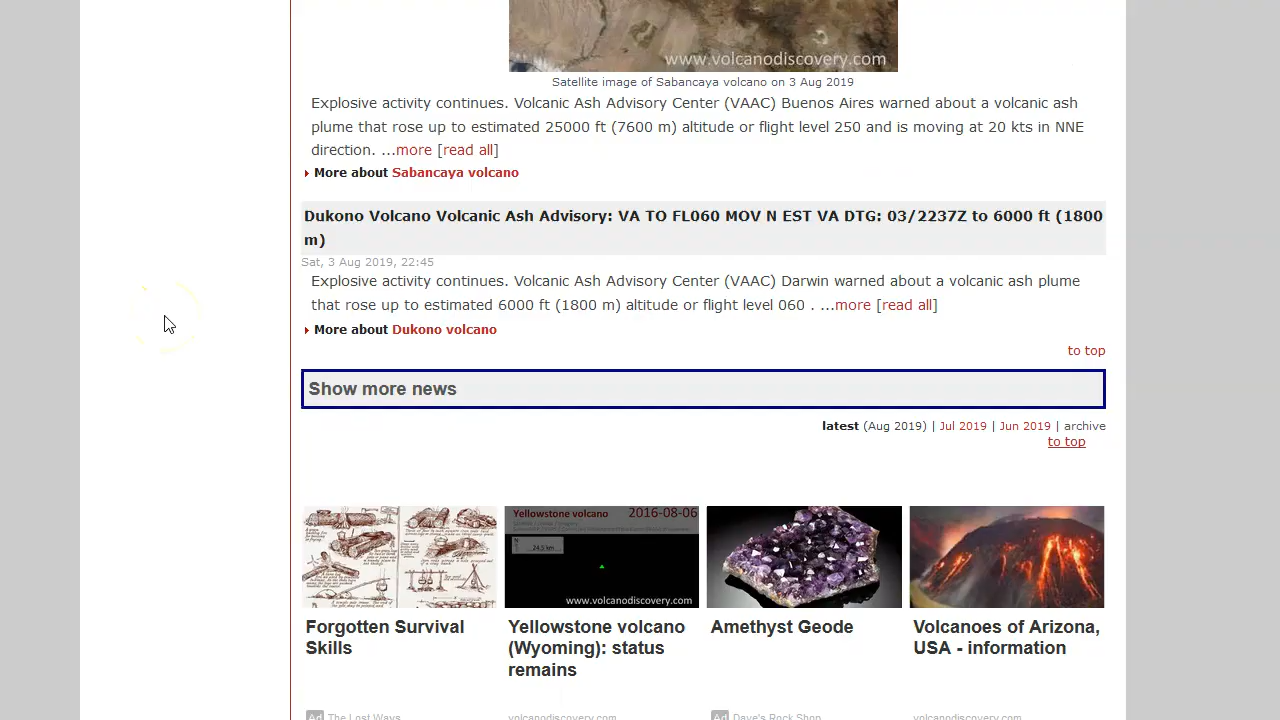 www.volcanodiscovery.com
Satellite image of Sabancaya volcano on 3 Aug 2019
Explosive activity continues. Volcanic Ash Advisory Center (VAAC) Buenos Aires warned about a volcanic ash
plume that rose up to estimated 25000 ft (7600 m) altitude or flight level 250 and is moving at 20 kts in NNE
direction. ...more [read all]
More about Sabancaya volcano
Dukono Volcano Volcanic Ash Advisory: VA TO FL060 MOV N EST VA DTG: 03/2237Z to 6000 ft (1800
m)
Sat, 3 Aug 2019, 22:45
Explosive activity continues. Volcanic Ash Advisory Center (VAAC) Darwin warned about a volcanic ash plume
that rose up to estimated 6000 ft (1800 m) altitude or flight level 060 . ...more [read all]
More about Dukono volcano
to top
Show more news
latest (Aug 2019) | Jul 2019 | Jun 2019 | archive
to top
Yellowstone volcano 2016-08-06
24.5 km
www.volcanodiscovery.com
Forgotten Survival
Skills
Yellowstone volcano
(Wyoming): status
remains
Amethyst Geode
Volcanoes of Arizona,
USA - information
Ad The Lost Ways
volcanodiscovery.com
Ad Dave's Rock Shop
volcanodiscovery.com